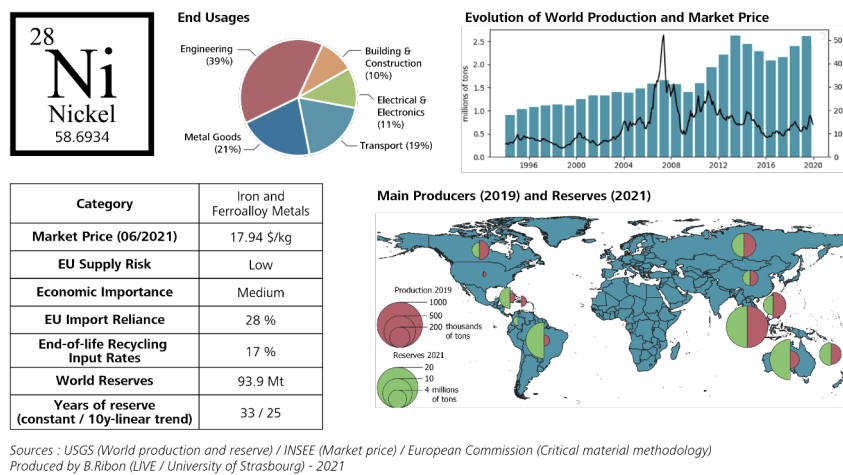 28
Ni
Nickel
58.6934
End Usages
Engineering
(39%)
Building &
Construction
(10%)
Electrical &
Electronics
(11%)
Metal Goods
(21%)
Transport (19%)
Evolution of World Production and Market Price
millions of tons
2.5
2.0
1.5
1.0
0.5
0.0
50
40
30
20
10
0
1996
2000
2004
2008
2012
2016
2020
Category
Iron and
Ferroalloy Metals
Market Price (06/2021)
17.94 $/kg
EU Supply Risk
Low
Economic Importance
Medium
EU Import Reliance
28 %
End-of-life Recycling
Input Rates
17 %
World Reserves
93.9 Mt
Years of reserve
(constant / 10y-linear trend)
33 / 25
Main Producers (2019) and Reserves (2021)
Production 2019
1000
500
200 thousands
of tons
Reserves 2021
20
10
4 millions
of tons
Sources : USGS (World production and reserve) / INSEE (Market price) / European Commission (Critical material methodology)
Produced by B.Ribon (LIVE / University of Strasbourg) - 2021